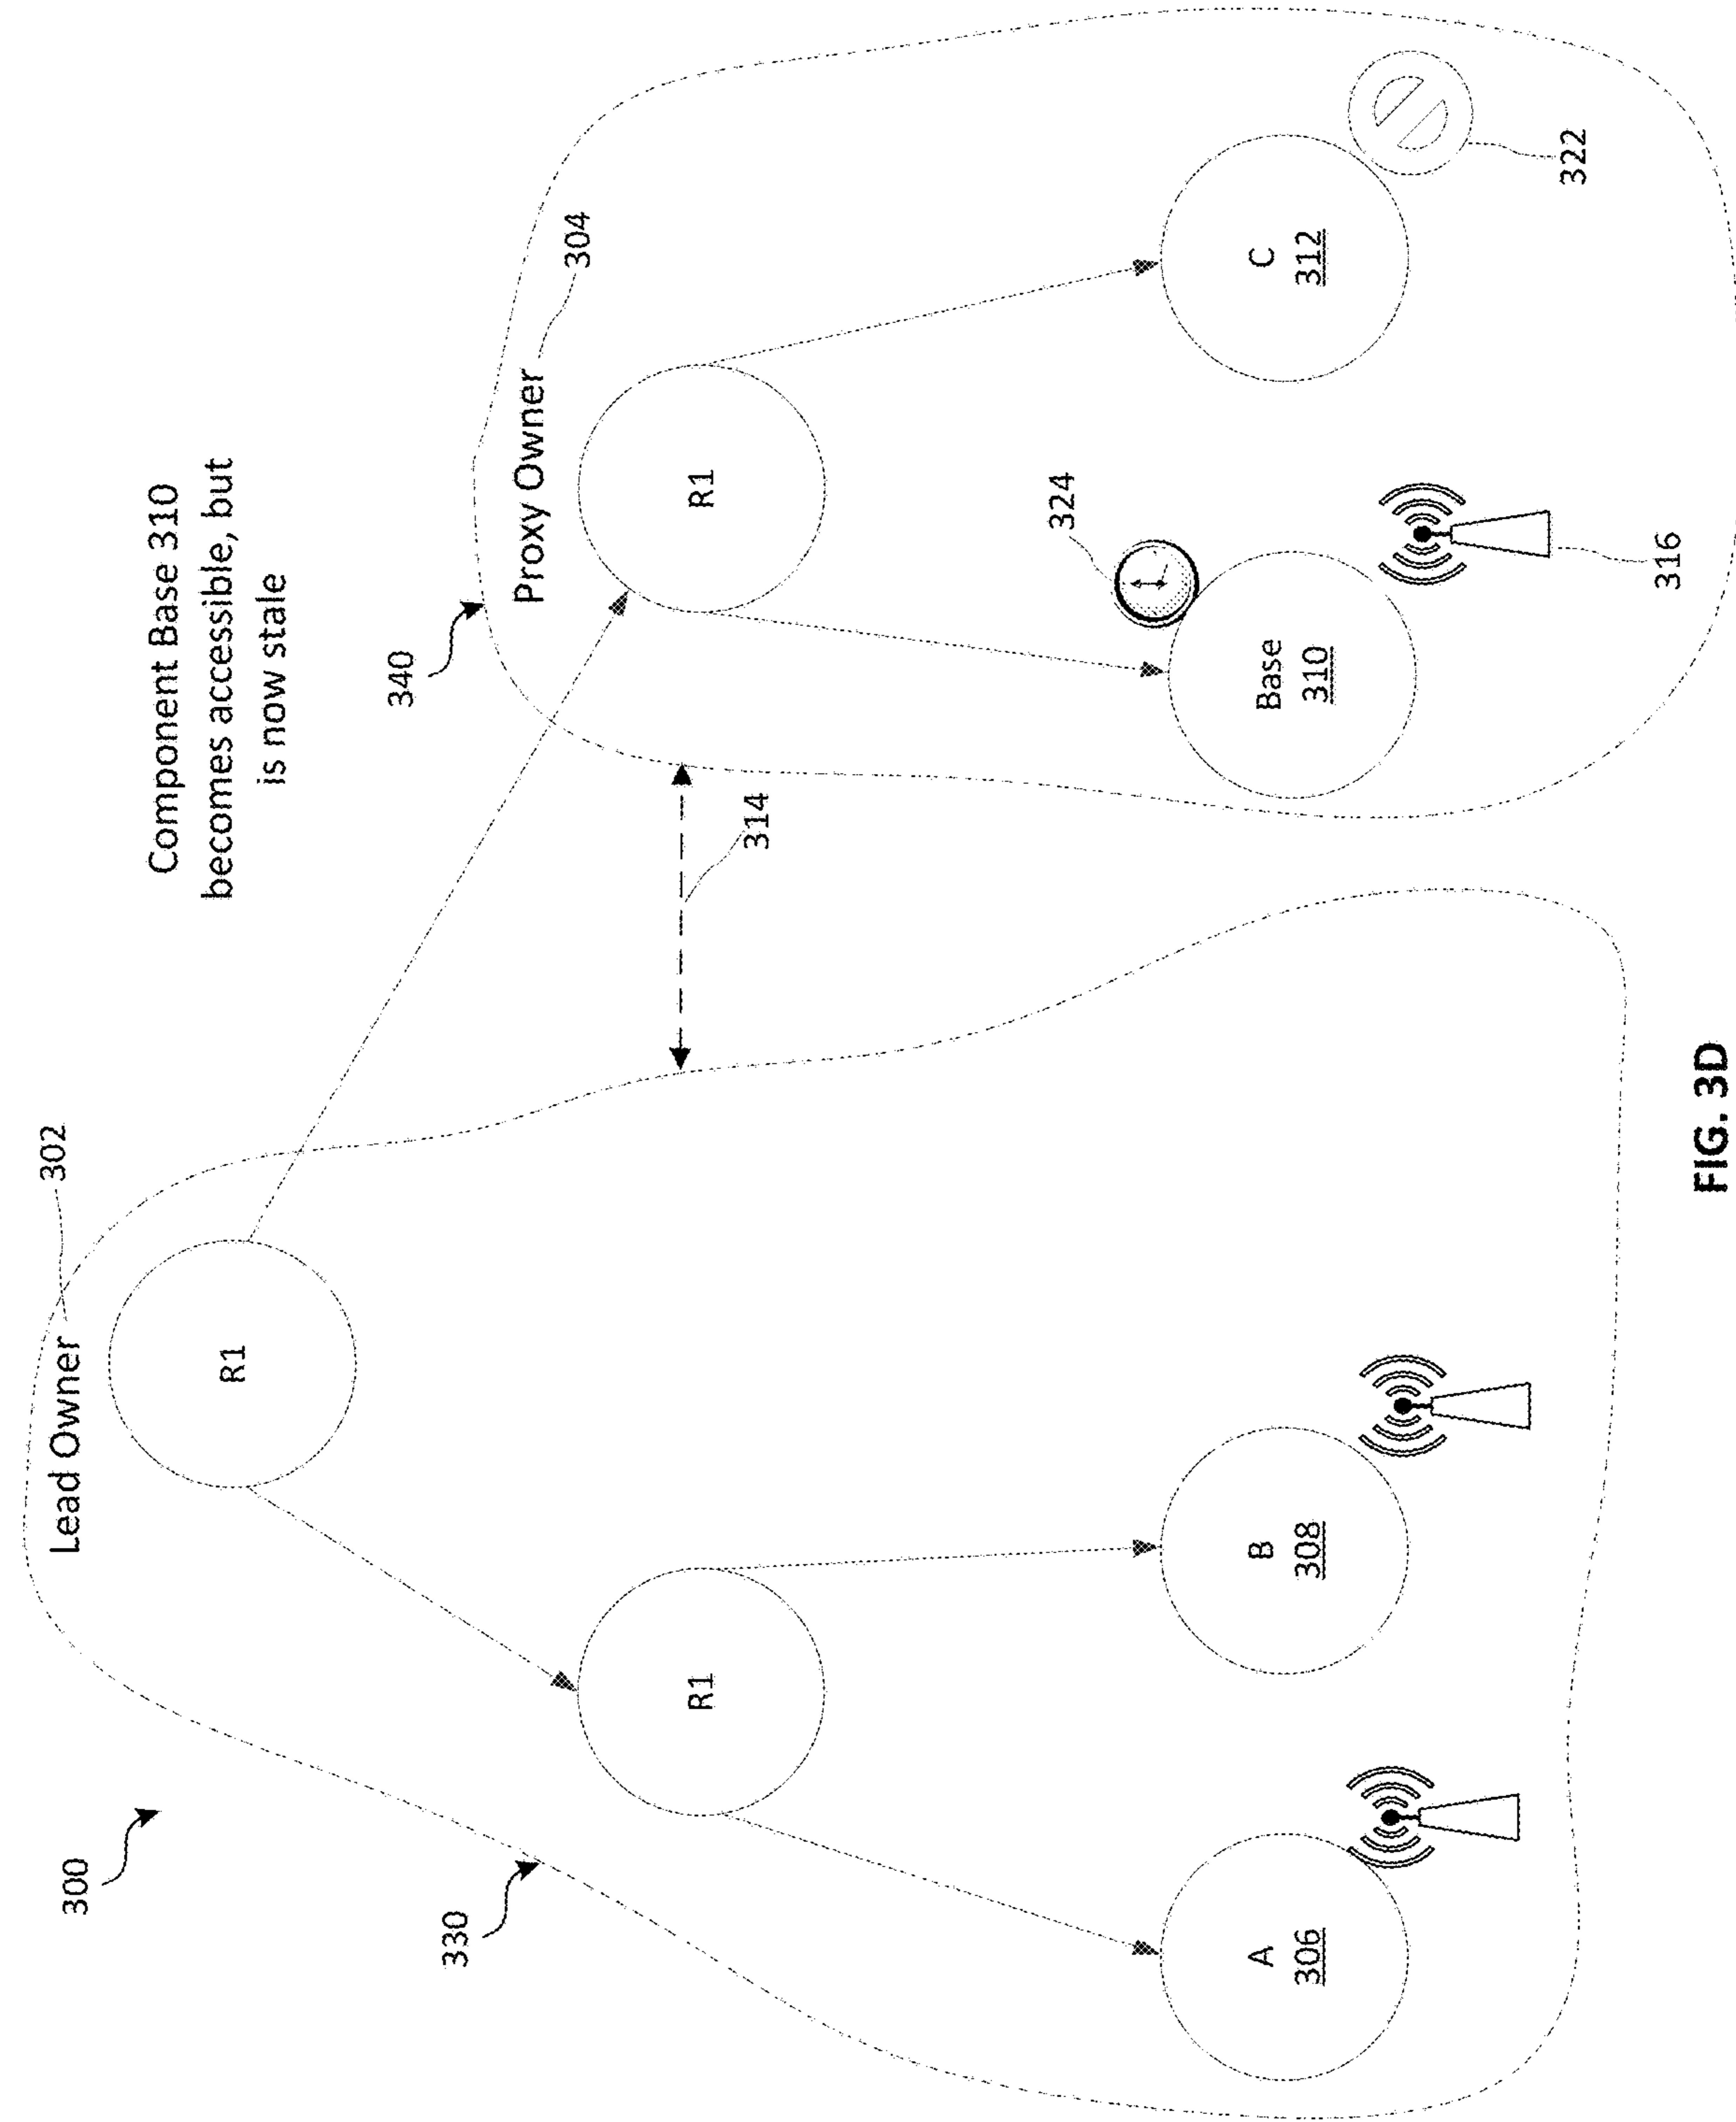 300
Lead Owner
302
Component Base 310
becomes accessible, but
is now stale
R1
330
340
Proxy Owner
304
R1
314
R1
324
A
306
B
308
Base
310
C
312
316
322
FIG. 3D